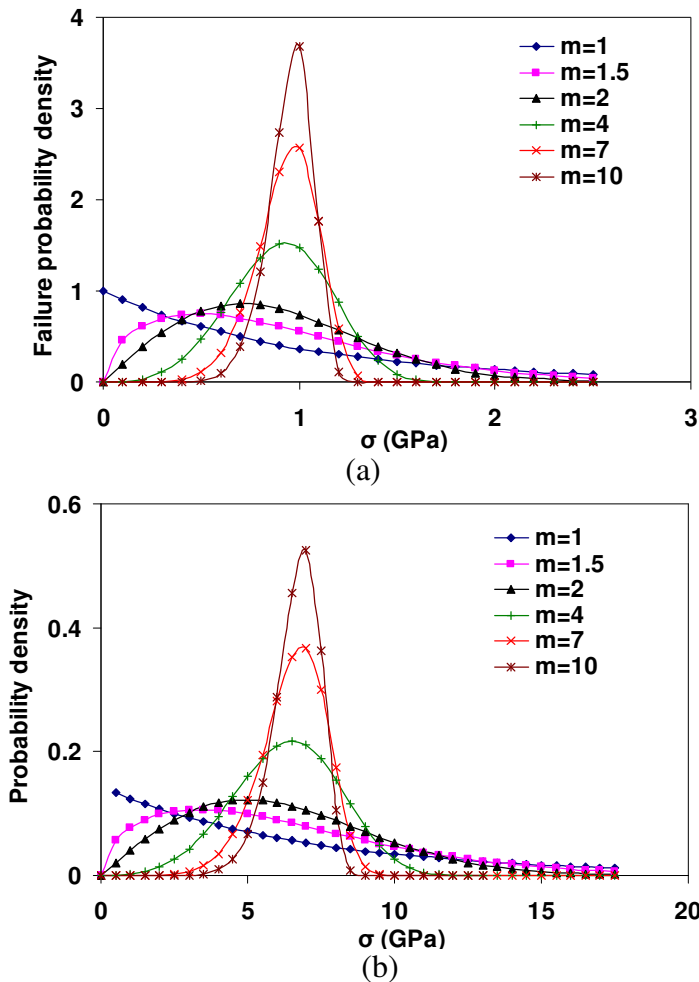 4
3
2
1
0
Failure probability density
m=1
m=1.5
m=2
m=4
m=7
m=10
0
1
2
3
σ (GPa)
(a)
0.6
0.4
0.2
0
Probability density
m=1
m=1.5
m=2
m=4
m=7
m=10
0
5
10
15
20
σ (GPa)
(b)